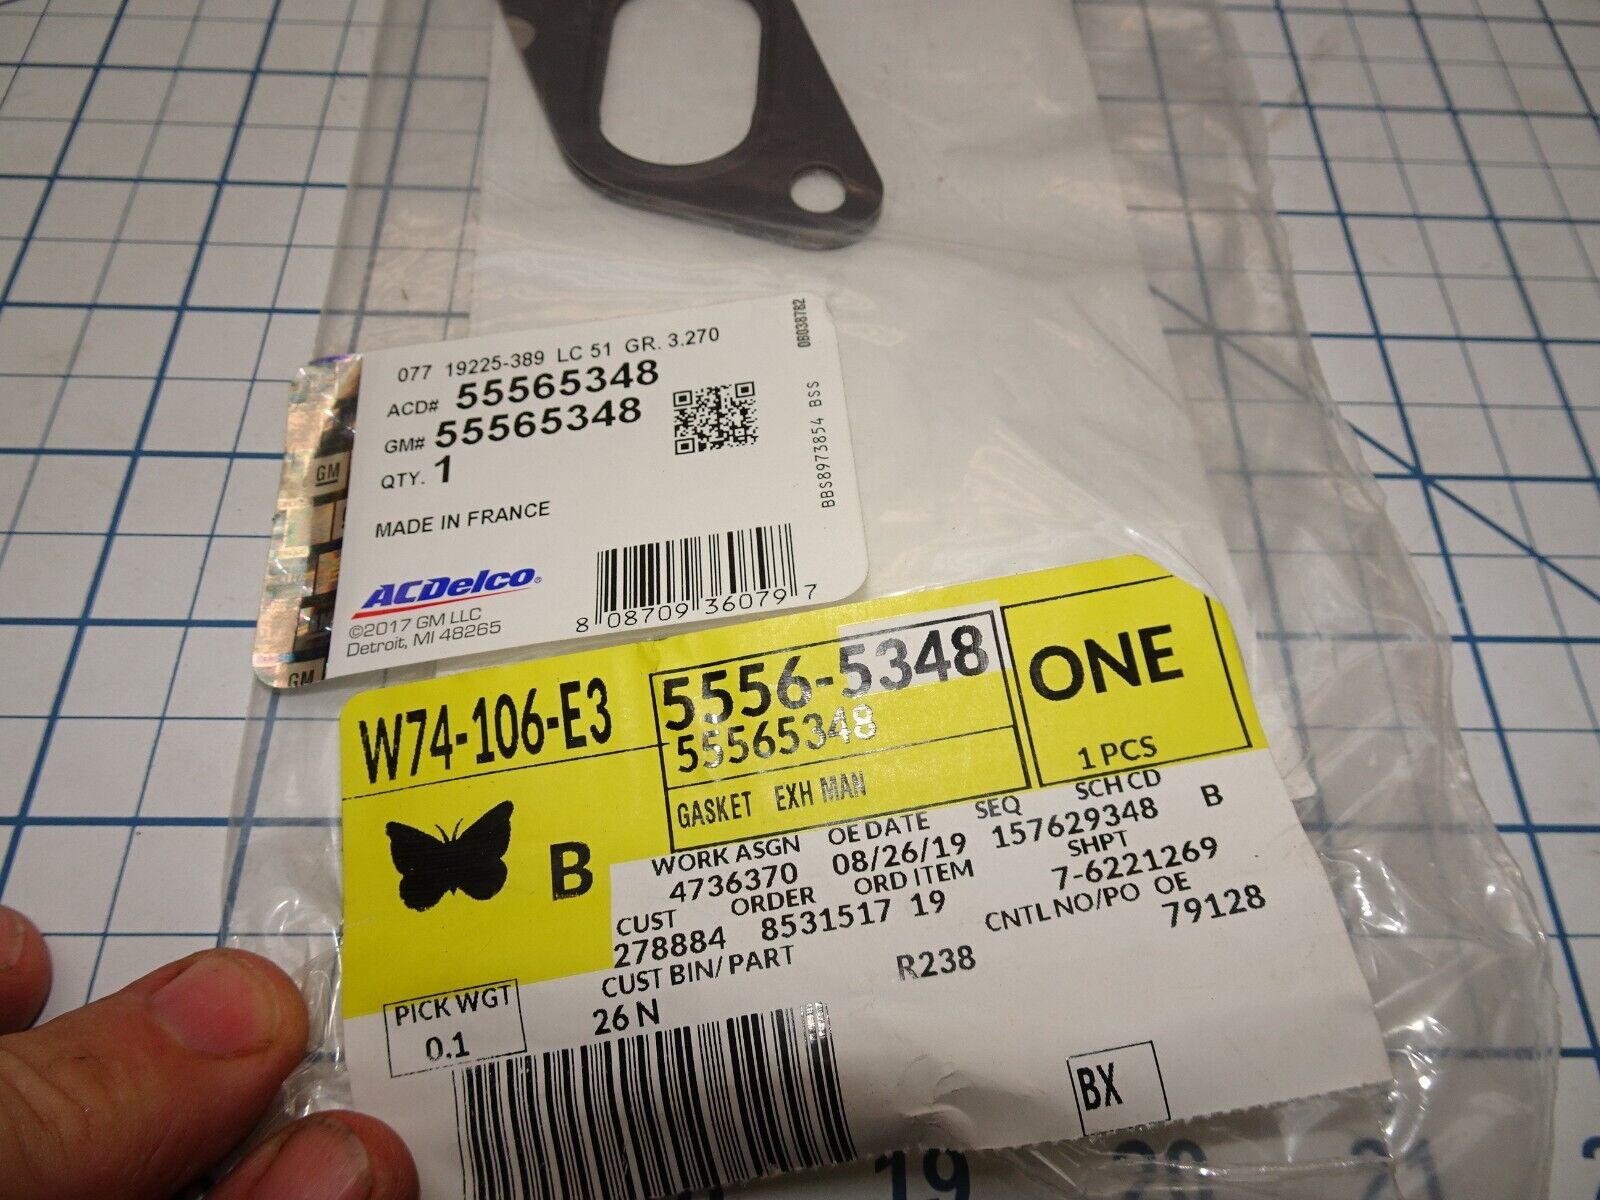 077 19225-389 LC 51 GR. 3.270
ACD# 55565348
GM# 55565348
QTY. 1
MADE IN FRANCE
ACDelco®
©2017 GM LLC
Detroit, MI 48265
8 08709 36079 7
08038782
BBS8973854 BSS
GM
GM
W74-106-E3
5556-5348
55565348
GASKET EXH MAN
ONE
1 PCS
B
WORK ASGN OE DATE SEQ SCH CD
4736370 08/26/19 157629348 B
CUST ORDER ORD ITEM SHPT
278884 8531517 19 7-6221269
CUST BIN/ PART CNTL NO/PO OE
26 N R238 79128
PICK WGT
0.1
BX
19 20 21